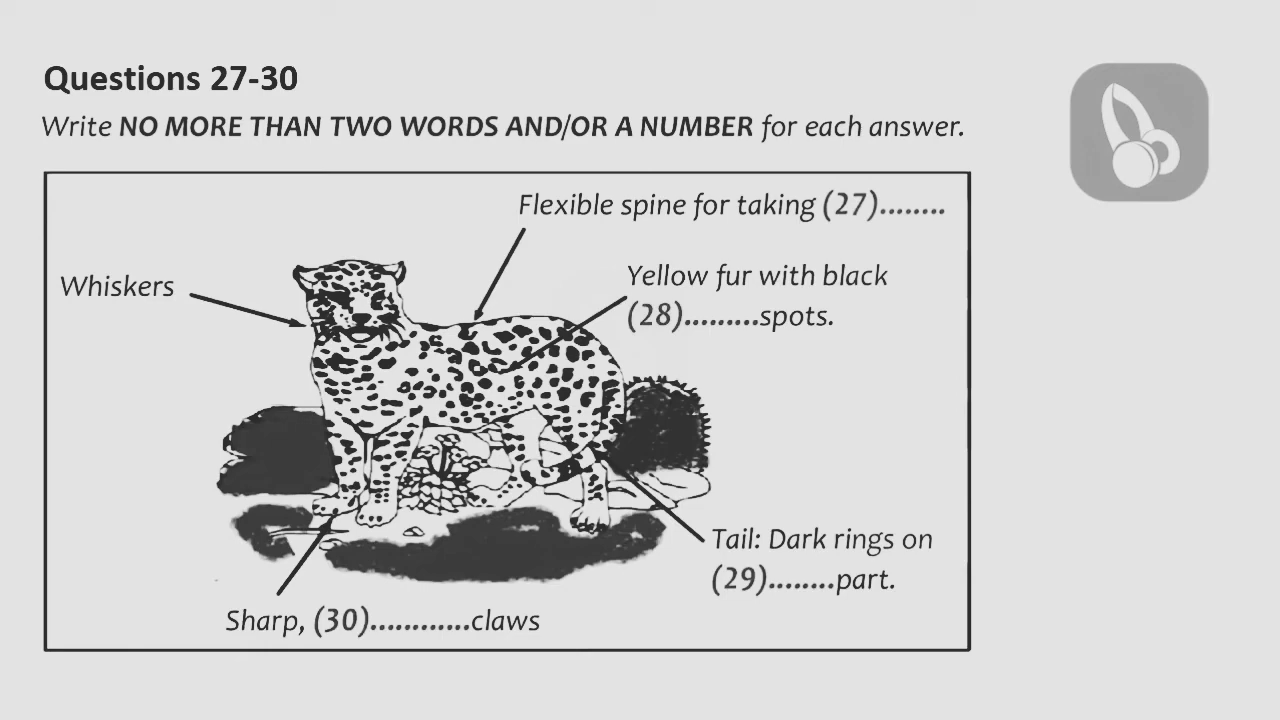 Questions 27-30
Write NO MORE THAN TWO WORDS AND/OR A NUMBER for each answer.
Flexible spine for taking (27)........
Whiskers
Yellow fur with black
(28).........spots.
Tail: Dark rings on
(29)........part.
Sharp, (30)............claws